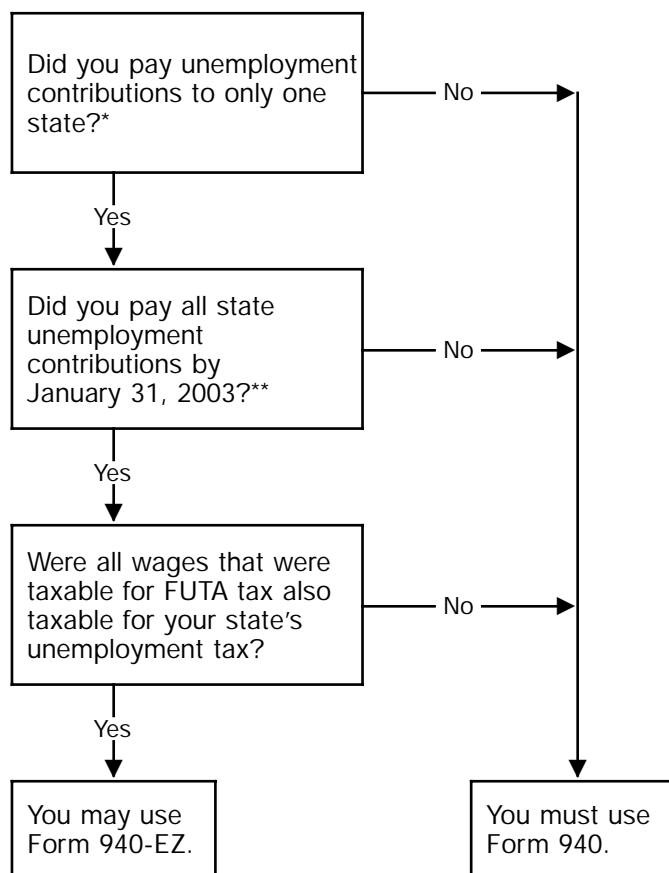 Did you pay unemployment
contributions to only one
state?*
No
Yes
Did you pay all state
unemployment
contributions by
January 31, 2003?**
No
Yes
Were all wages that were
taxable for FUTA tax also
taxable for your state's
unemployment tax?
No
Yes
You may use
Form 940-EZ.
You must use
Form 940.